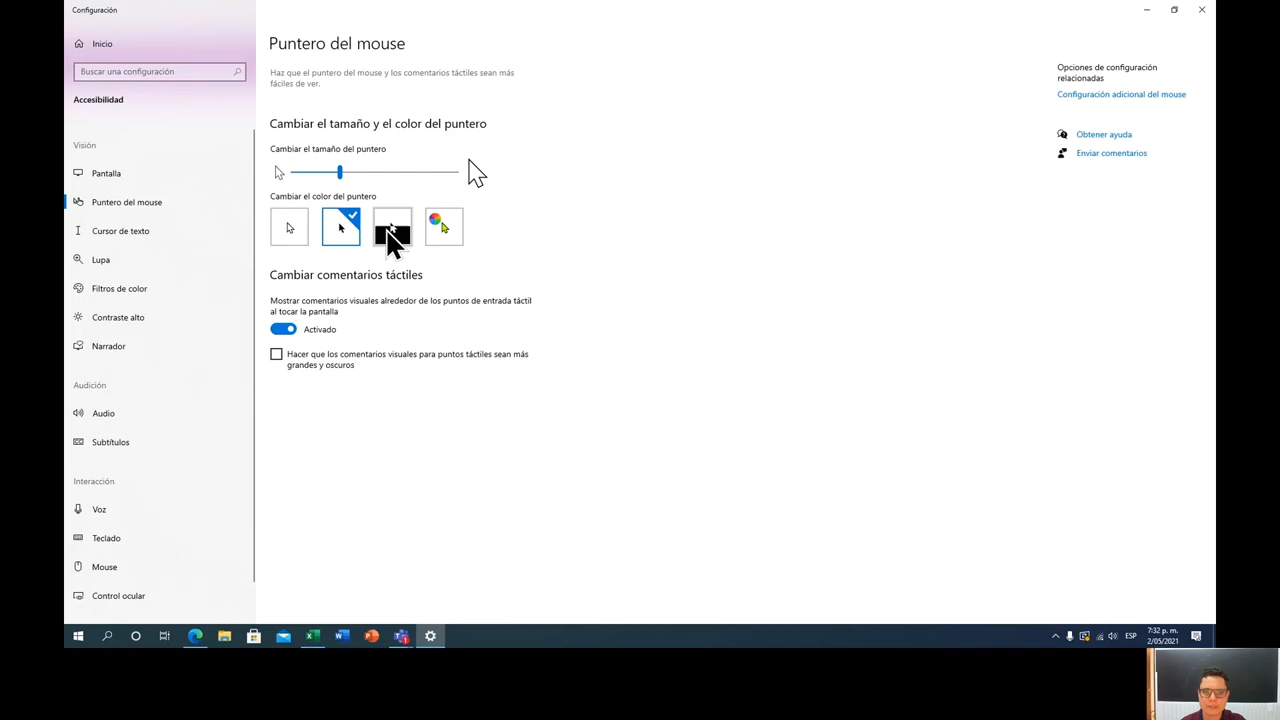 Configuración
Inicio
Buscar una configuración
Accesibilidad
Visión
Pantalla
Puntero del mouse
Cursor de texto
Lupa
Filtros de color
Contraste alto
Narrador
Audición
Audio
Subtítulos
Interacción
Voz
Teclado
Mouse
Control ocular
Puntero del mouse
Haz que el puntero del mouse y los comentarios táctiles sean más
fáciles de ver.
Cambiar el tamaño y el color del puntero
Cambiar el tamaño del puntero
Cambiar el color del puntero
Cambiar comentarios táctiles
Mostrar comentarios visuales alrededor de los puntos de entrada táctil
al tocar la pantalla
Activado
Hacer que los comentarios visuales para puntos táctiles sean más
grandes y oscuros
Opciones de configuración
relacionadas
Configuración adicional del mouse
Obtener ayuda
Enviar comentarios
ESP
7:32 p. m.
2/05/2021